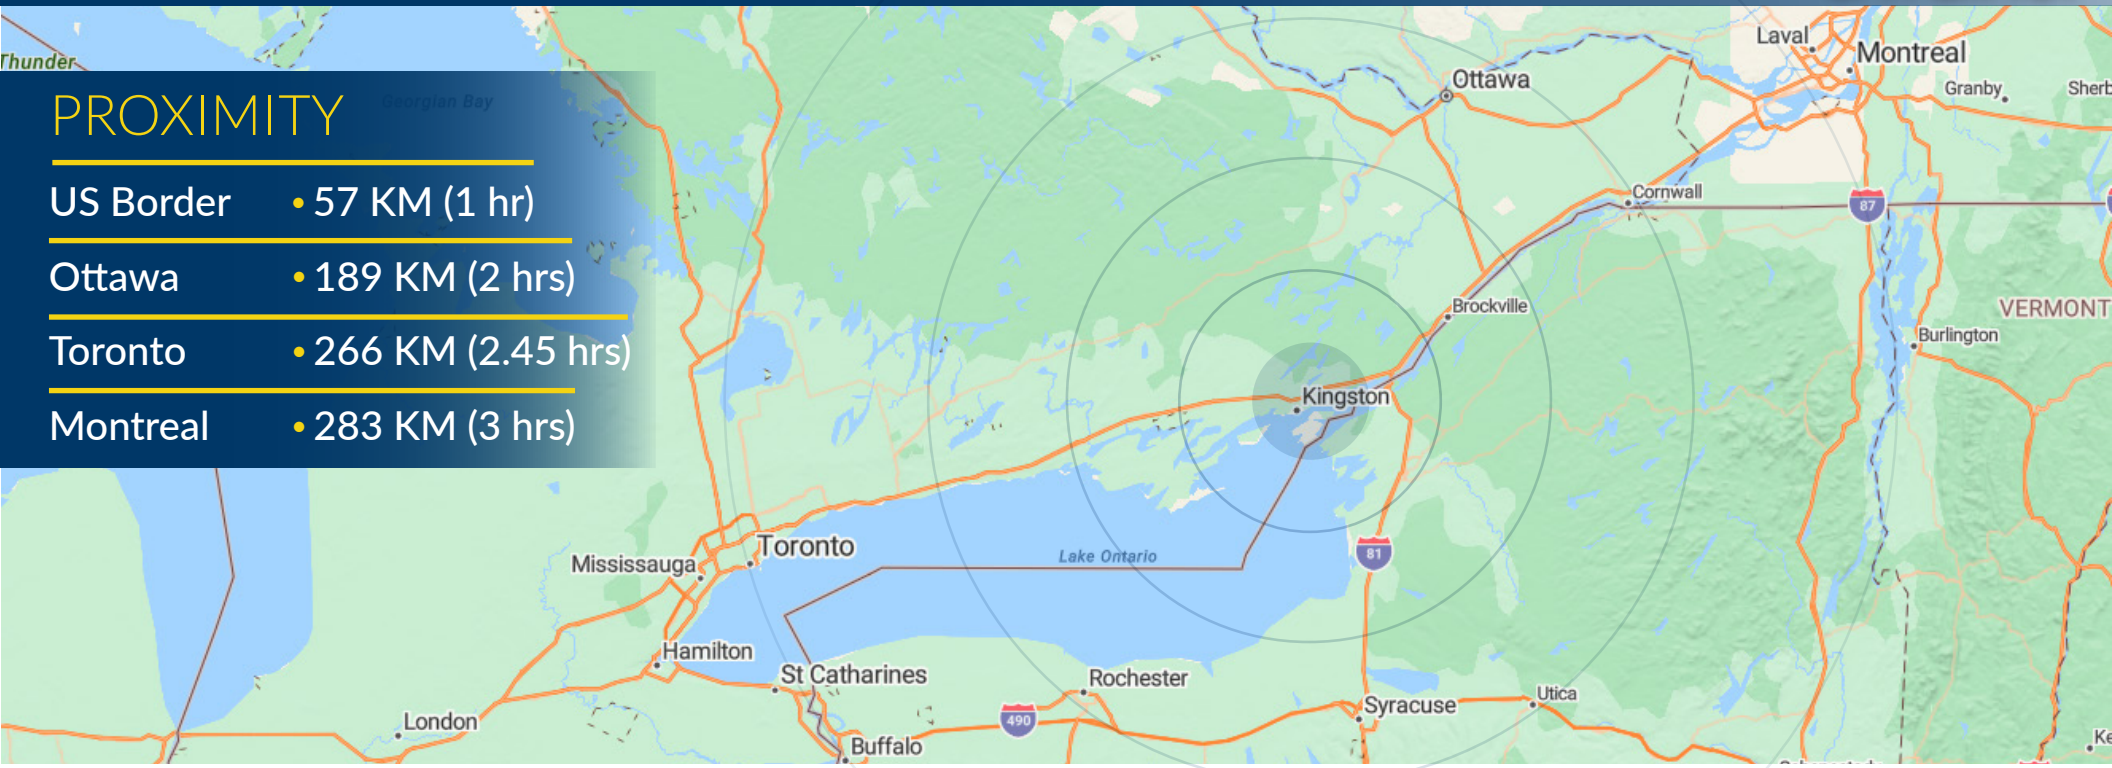 Thunder
PROXIMITY
Georgian Bay
US Border • 57 KM (1 hr)
Ottawa • 189 KM (2 hrs)
Toronto • 266 KM (2.45 hrs)
Montreal • 283 KM (3 hrs)
Laval
Montreal
Ottawa
Granby
Sherb
Cornwall
87
Brockville
VERMONT
Burlington
Kingston
Toronto
Lake Ontario
81
Mississauga
Hamilton
St Catharines
Rochester
Utica
Syracuse
London
490
Buffalo
Ke